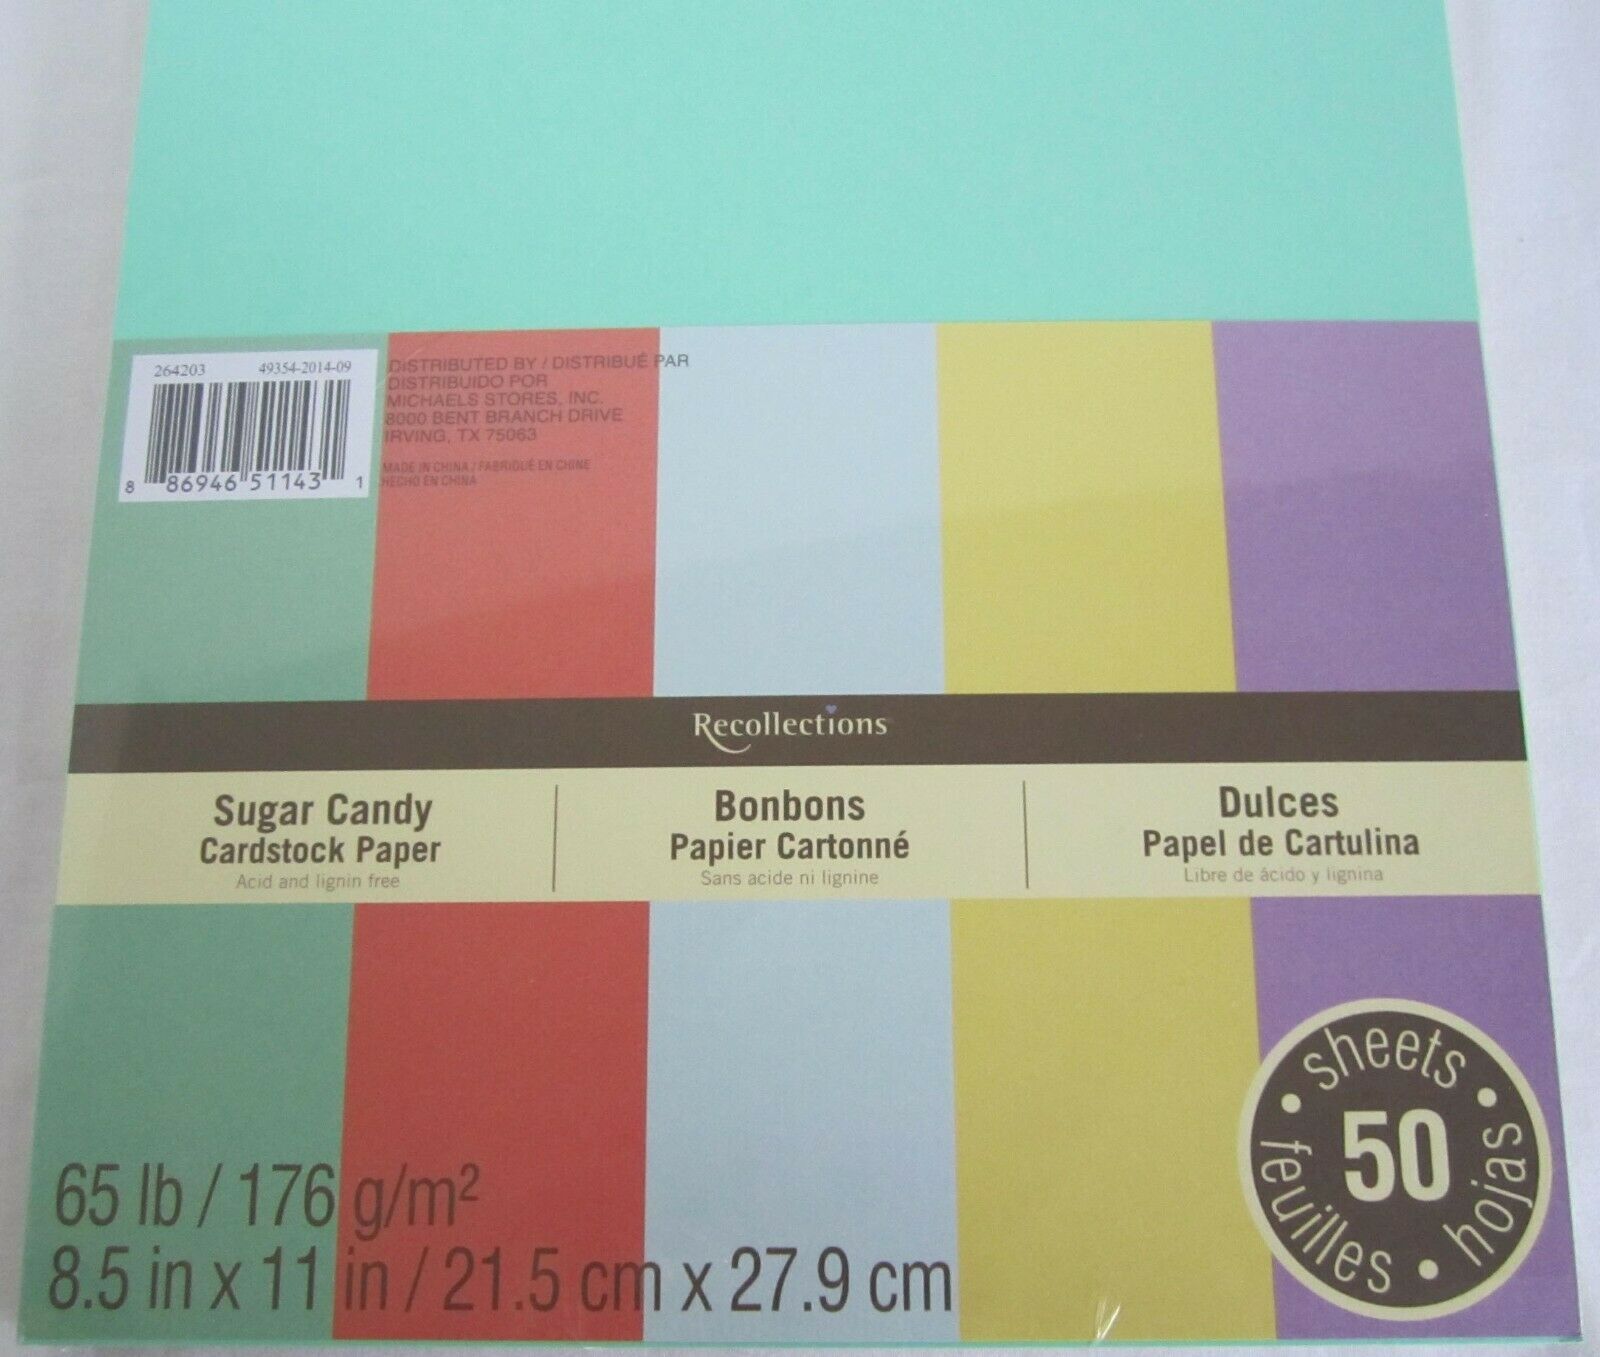 264203 49354-2014-09
8 86946 51143 1
DISTRIBUTED BY / DISTRIBUÉ PAR
DISTRIBUIDO POR
MICHAELS STORES, INC.
8000 BENT BRANCH DRIVE
IRVING, TX 75063
MADE IN CHINA / FABRIQUÉ EN CHINE
HECHO EN CHINA
Recollections
Sugar Candy
Cardstock Paper
Acid and lignin free
Bonbons
Papier Cartonné
Sans acide ni lignine
Dulces
Papel de Cartulina
Libre de ácido y lignina
65 lb / 176 g/m²
8.5 in x 11 in / 21.5 cm x 27.9 cm
• sheets •
50
feuilles • hojas